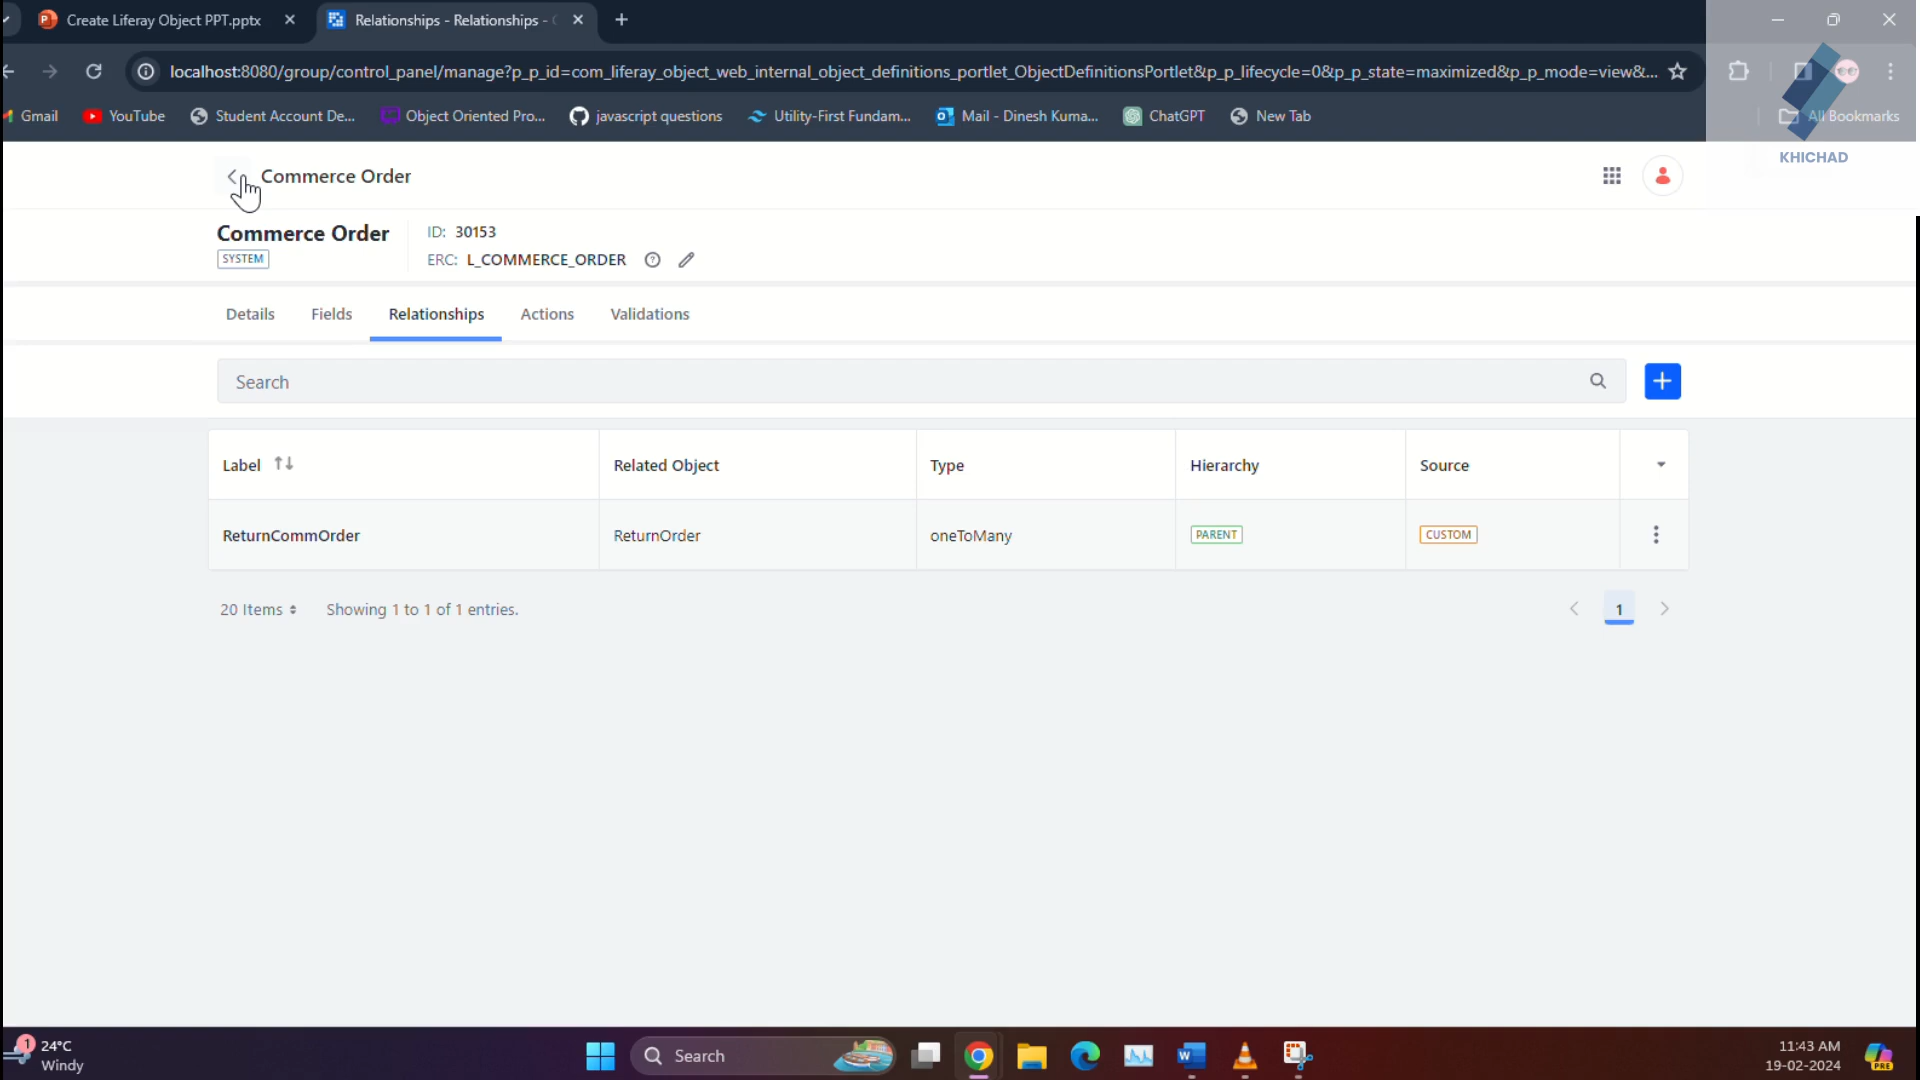 Create Liferay Object PPT.pptx
Relationships - Relationships -
localhost:8080/group/control_panel/manage?p_p_id=com_liferay_object_web_internal_object_definitions_portlet_ObjectDefinitionsPortlet&p_p_lifecycle=0&p_p_state=maximized&p_p_mode=view&...
Gmail
YouTube
Student Account De...
Object Oriented Pro...
javascript questions
Utility-First Fundam...
Mail - Dinesh Kuma...
ChatGPT
New Tab
All Bookmarks
KHICHAD
Commerce Order
Commerce Order
SYSTEM
ID: 30153
ERC: L_COMMERCE_ORDER
Details
Fields
Relationships
Actions
Validations
Search
Label
Related Object
Type
Hierarchy
Source
ReturnCommOrder
ReturnOrder
oneToMany
PARENT
CUSTOM
20 Items
Showing 1 to 1 of 1 entries.
1
1
24°C
Windy
Search
W
PRE
11:43 AM
19-02-2024